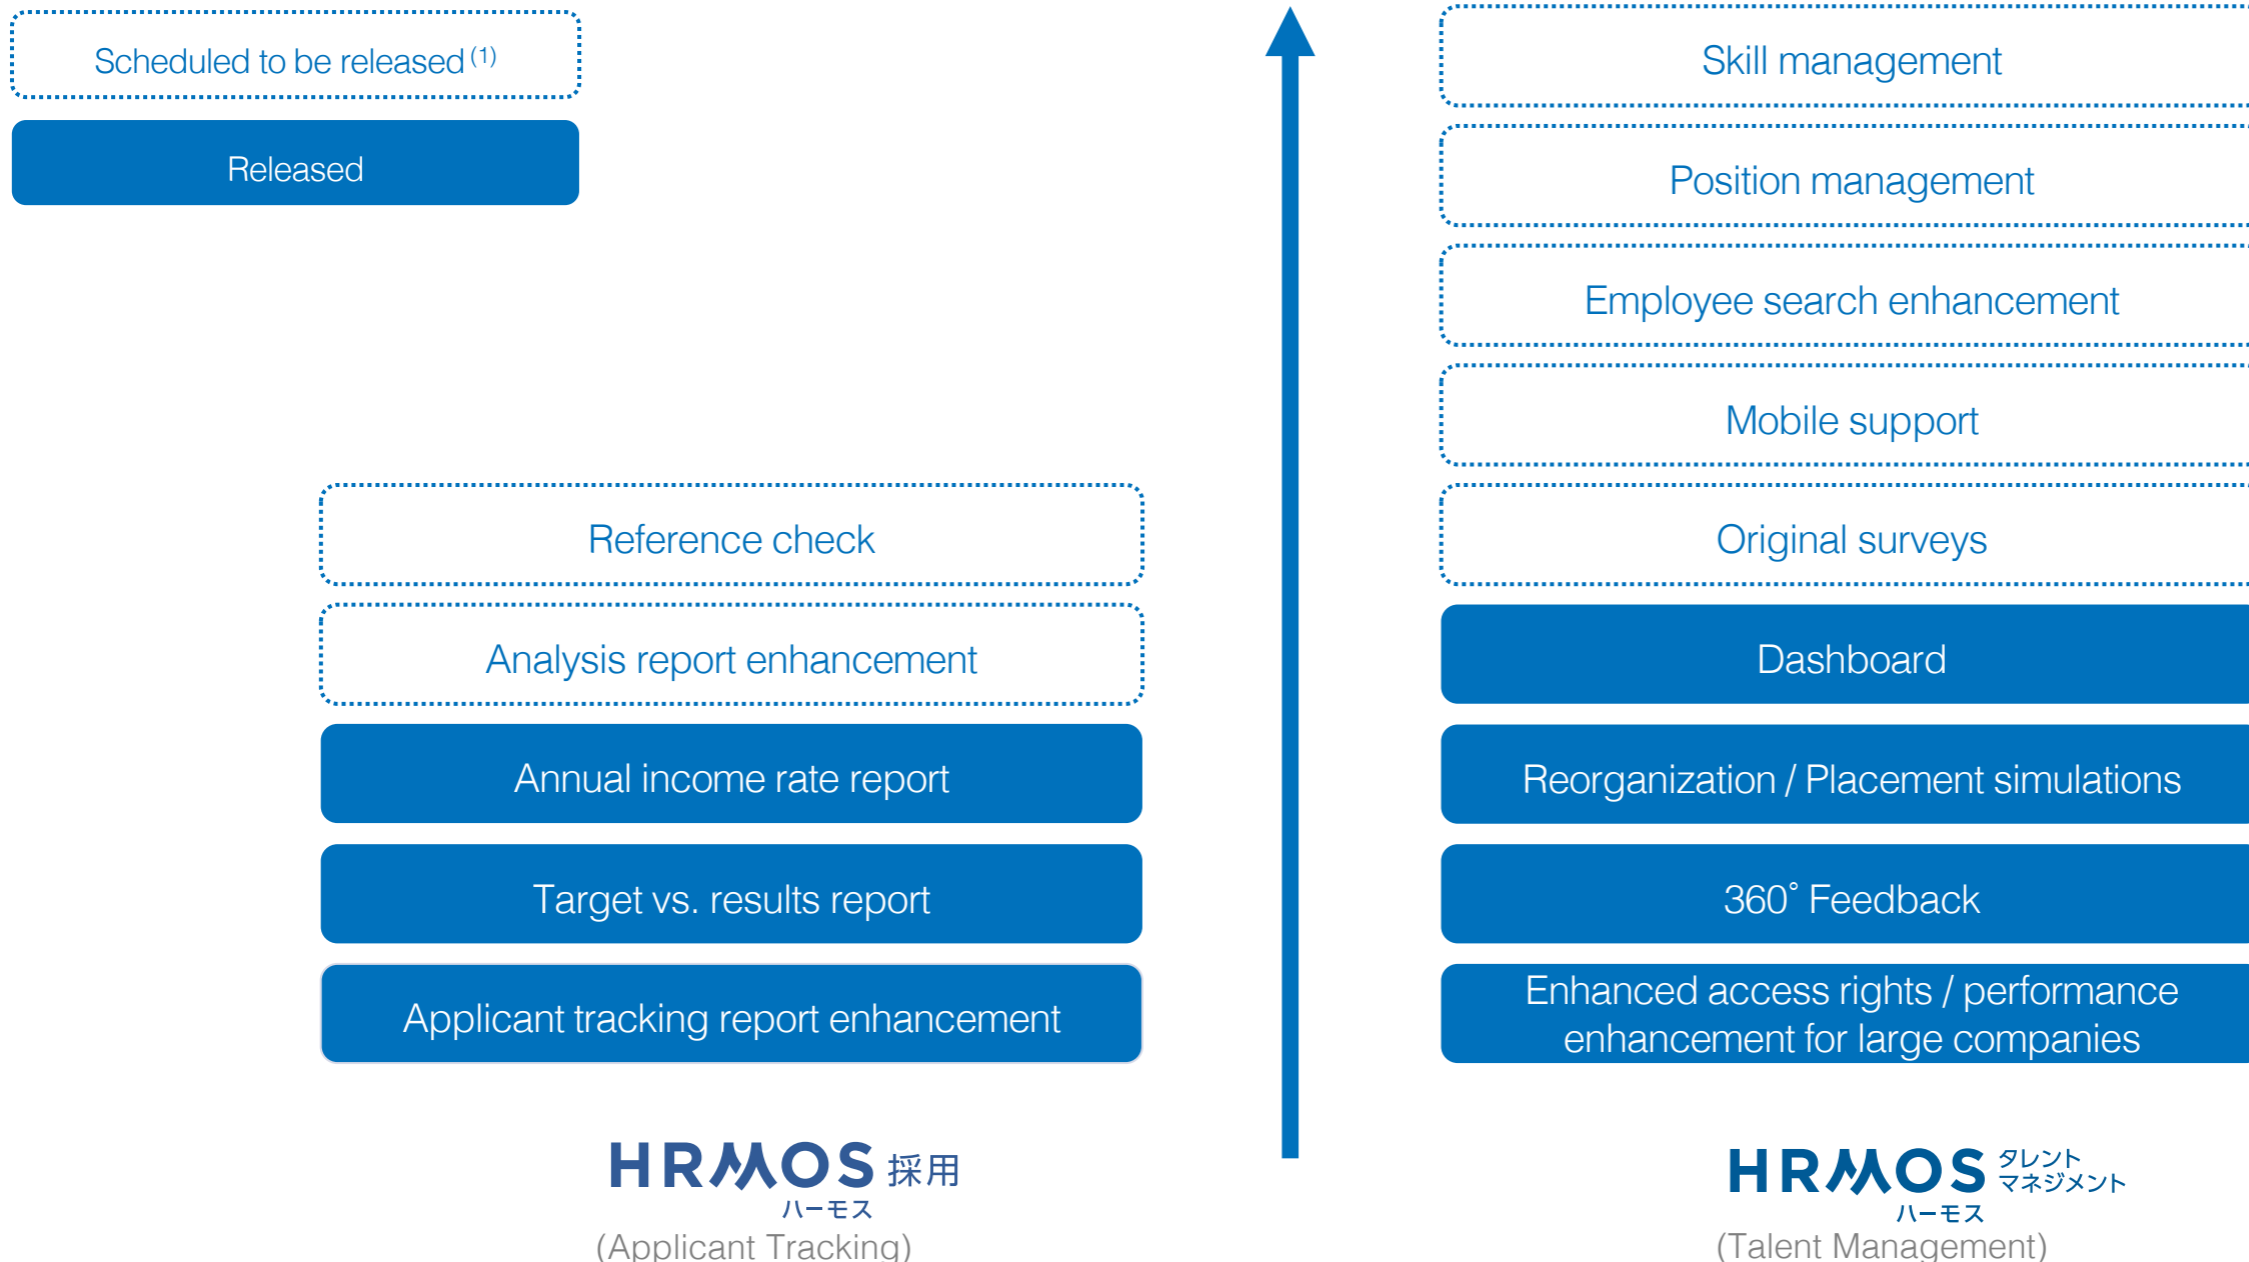 Scheduled to be released (1)
Released
Reference check
Analysis report enhancement
Annual income rate report
Target vs. results report
Applicant tracking report enhancement
HRMOS 採用
ハーモス
(Applicant Tracking)
Skill management
Position management
Employee search enhancement
Mobile support
Original surveys
Dashboard
Reorganization / Placement simulations
360° Feedback
Enhanced access rights / performance
enhancement for large companies
HRMOS タレント
マネジメント
ハーモス
(Talent Management)